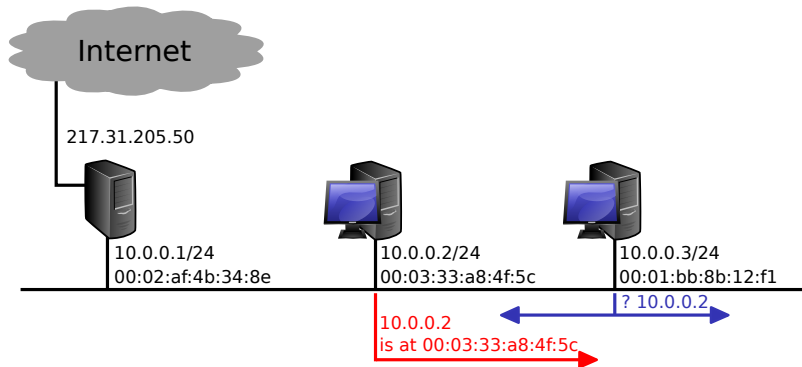 Internet
217.31.205.50
10.0.0.1/24
00:02:af:4b:34:8e
10.0.0.2/24
00:03:33:a8:4f:5c
10.0.0.3/24
00:01:bb:8b:12:f1
? 10.0.0.2
10.0.0.2
is at 00:03:33:a8:4f:5c